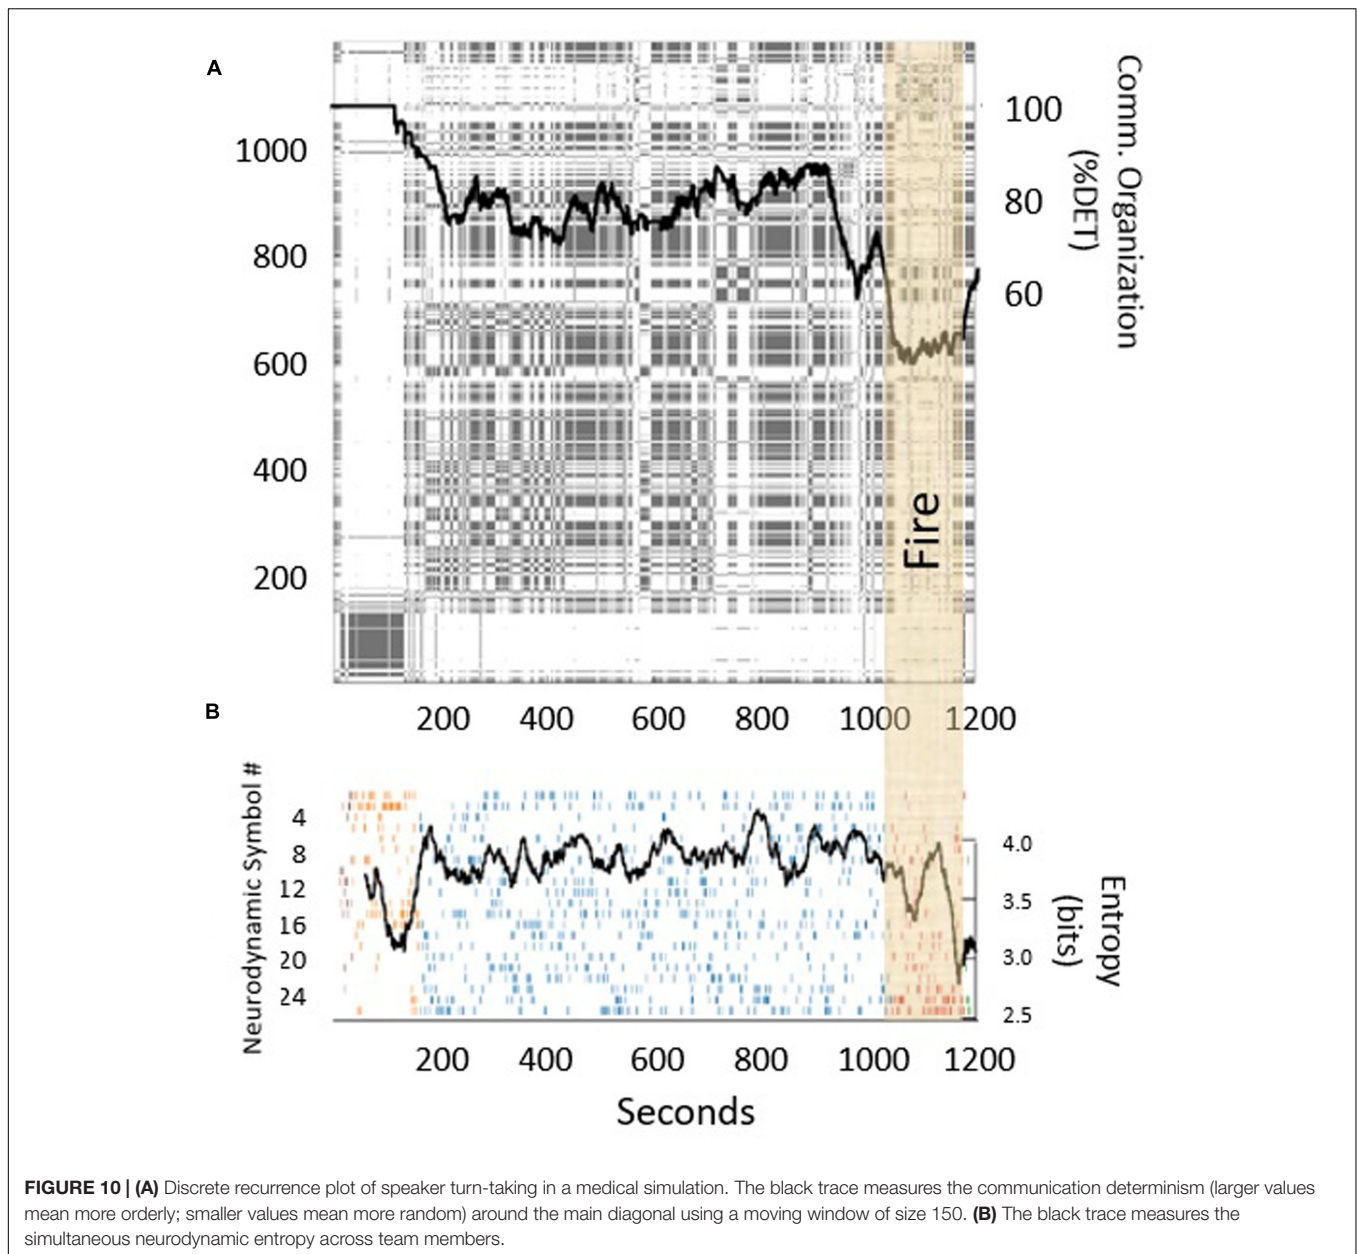 A
Comm. Organization
(%DET)
100
80
60
1000
800
600
400
200
Fire
200 400 600 800 1000 1200
B
Neurodynamic Symbol #
4
8
12
16
20
24
4.0
3.5
3.0
2.5
Entropy
(bits)
200 400 600 800 1000 1200
Seconds
FIGURE 10 | (A) Discrete recurrence plot of speaker turn-taking in a medical simulation. The black trace measures the communication determinism (larger values
mean more orderly; smaller values mean more random) around the main diagonal using a moving window of size 150. (B) The black trace measures the
simultaneous neurodynamic entropy across team members.